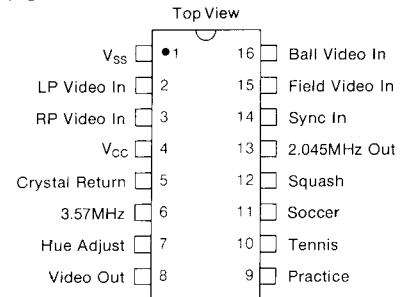 Top View
V_SS 1 16 Ball Video In
LP Video In 2 15 Field Video In
RP Video In 3 14 Sync In
V_CC 4 13 2.045MHz Out
Crystal Return 5 12 Squash
3.57MHz 6 11 Soccer
Hue Adjust 7 10 Tennis
Video Out 8 9 Practice